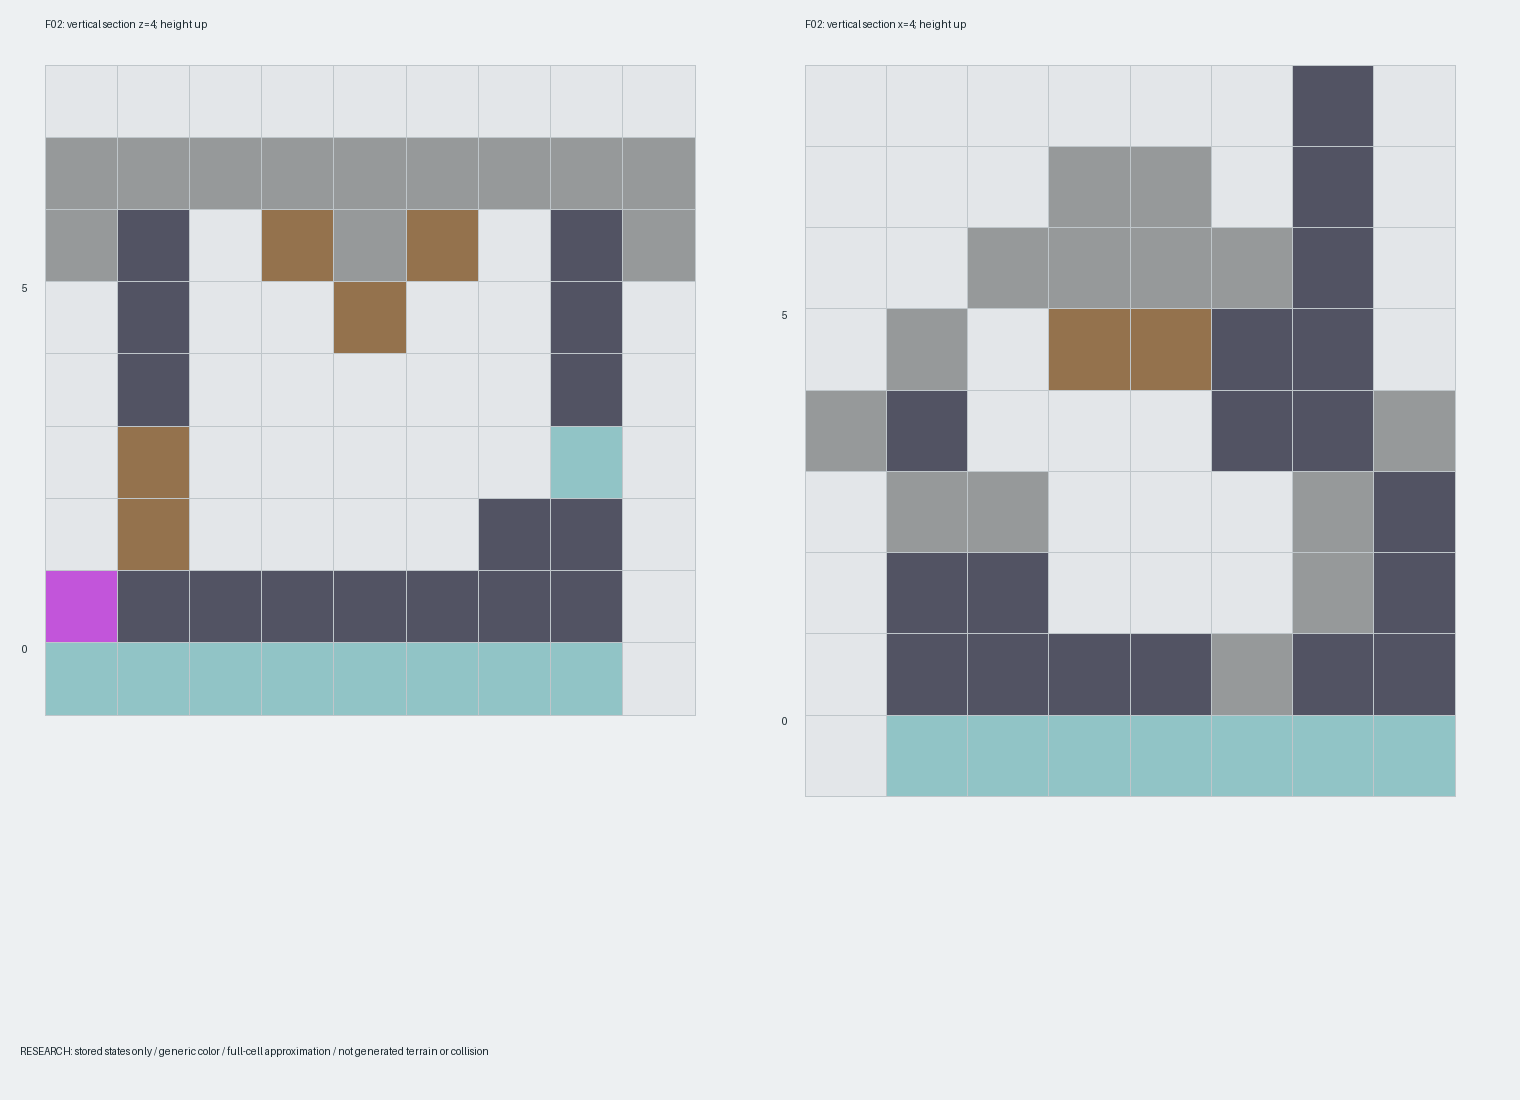 F02: vertical section z=4; height up
F02: vertical section x=4; height up
5
5
0
0
RESEARCH: stored states only / generic color / full-cell approximation / not generated terrain or collision